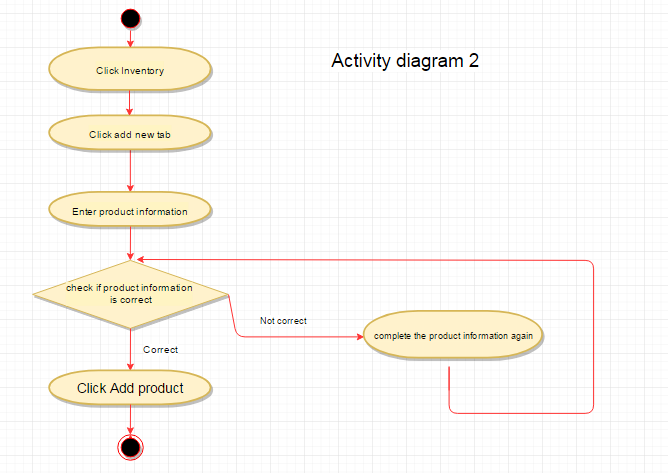 Activity diagram 2
Click Inventory
Click add new tab
Enter product information
check if product information
is correct
Not correct
complete the product information again
Correct
Click Add product